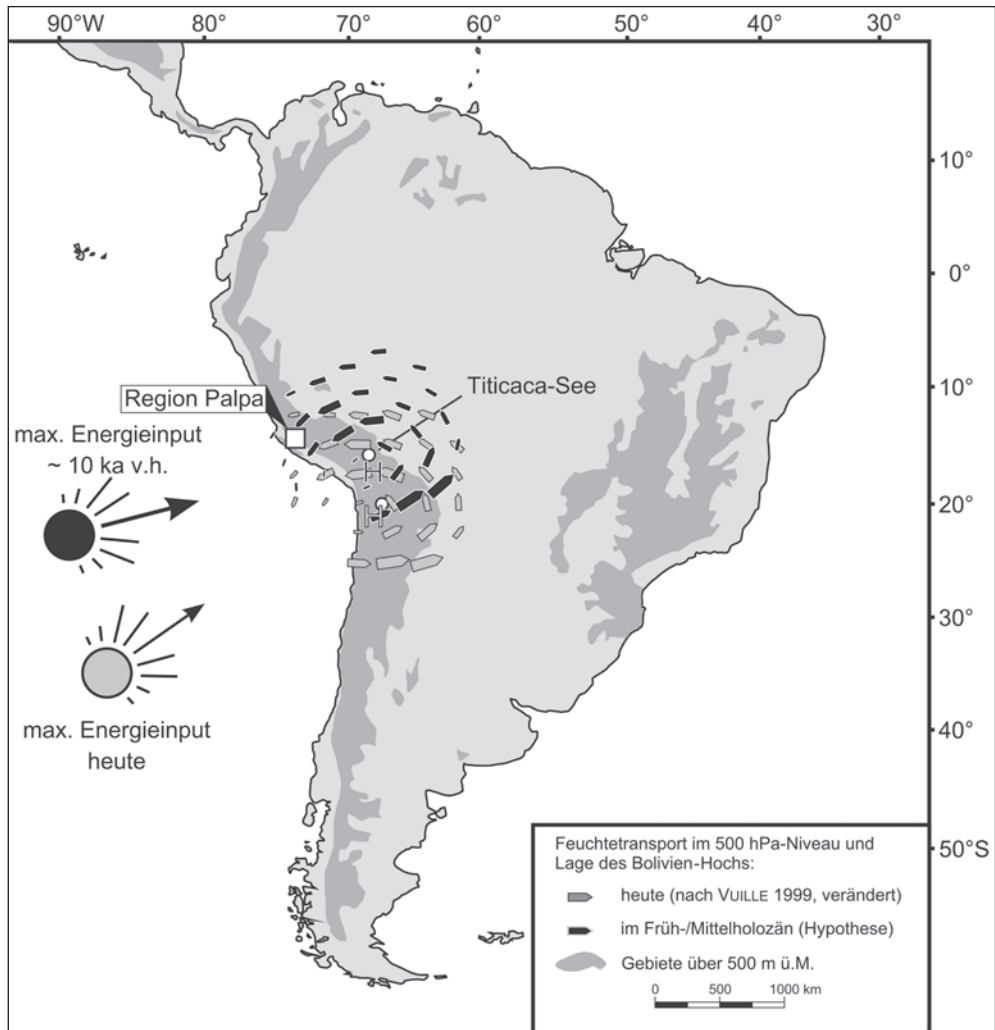 90°W 80° 70° 60° 50° 40° 30°
10°
0°
10°
20°
30°
40°
50°S
Titicaca-See
Region Palpa
max. Energieinput
~ 10 ka v.h.
H
H
max. Energieinput
heute
Feuchtetransport im 500 hPa-Niveau und
Lage des Bolivien-Hochs:
heute (nach VUILLE 1999, verändert)
im Früh-/Mittelholozän (Hypothese)
Gebiete über 500 m ü.M.
0 500 1000 km